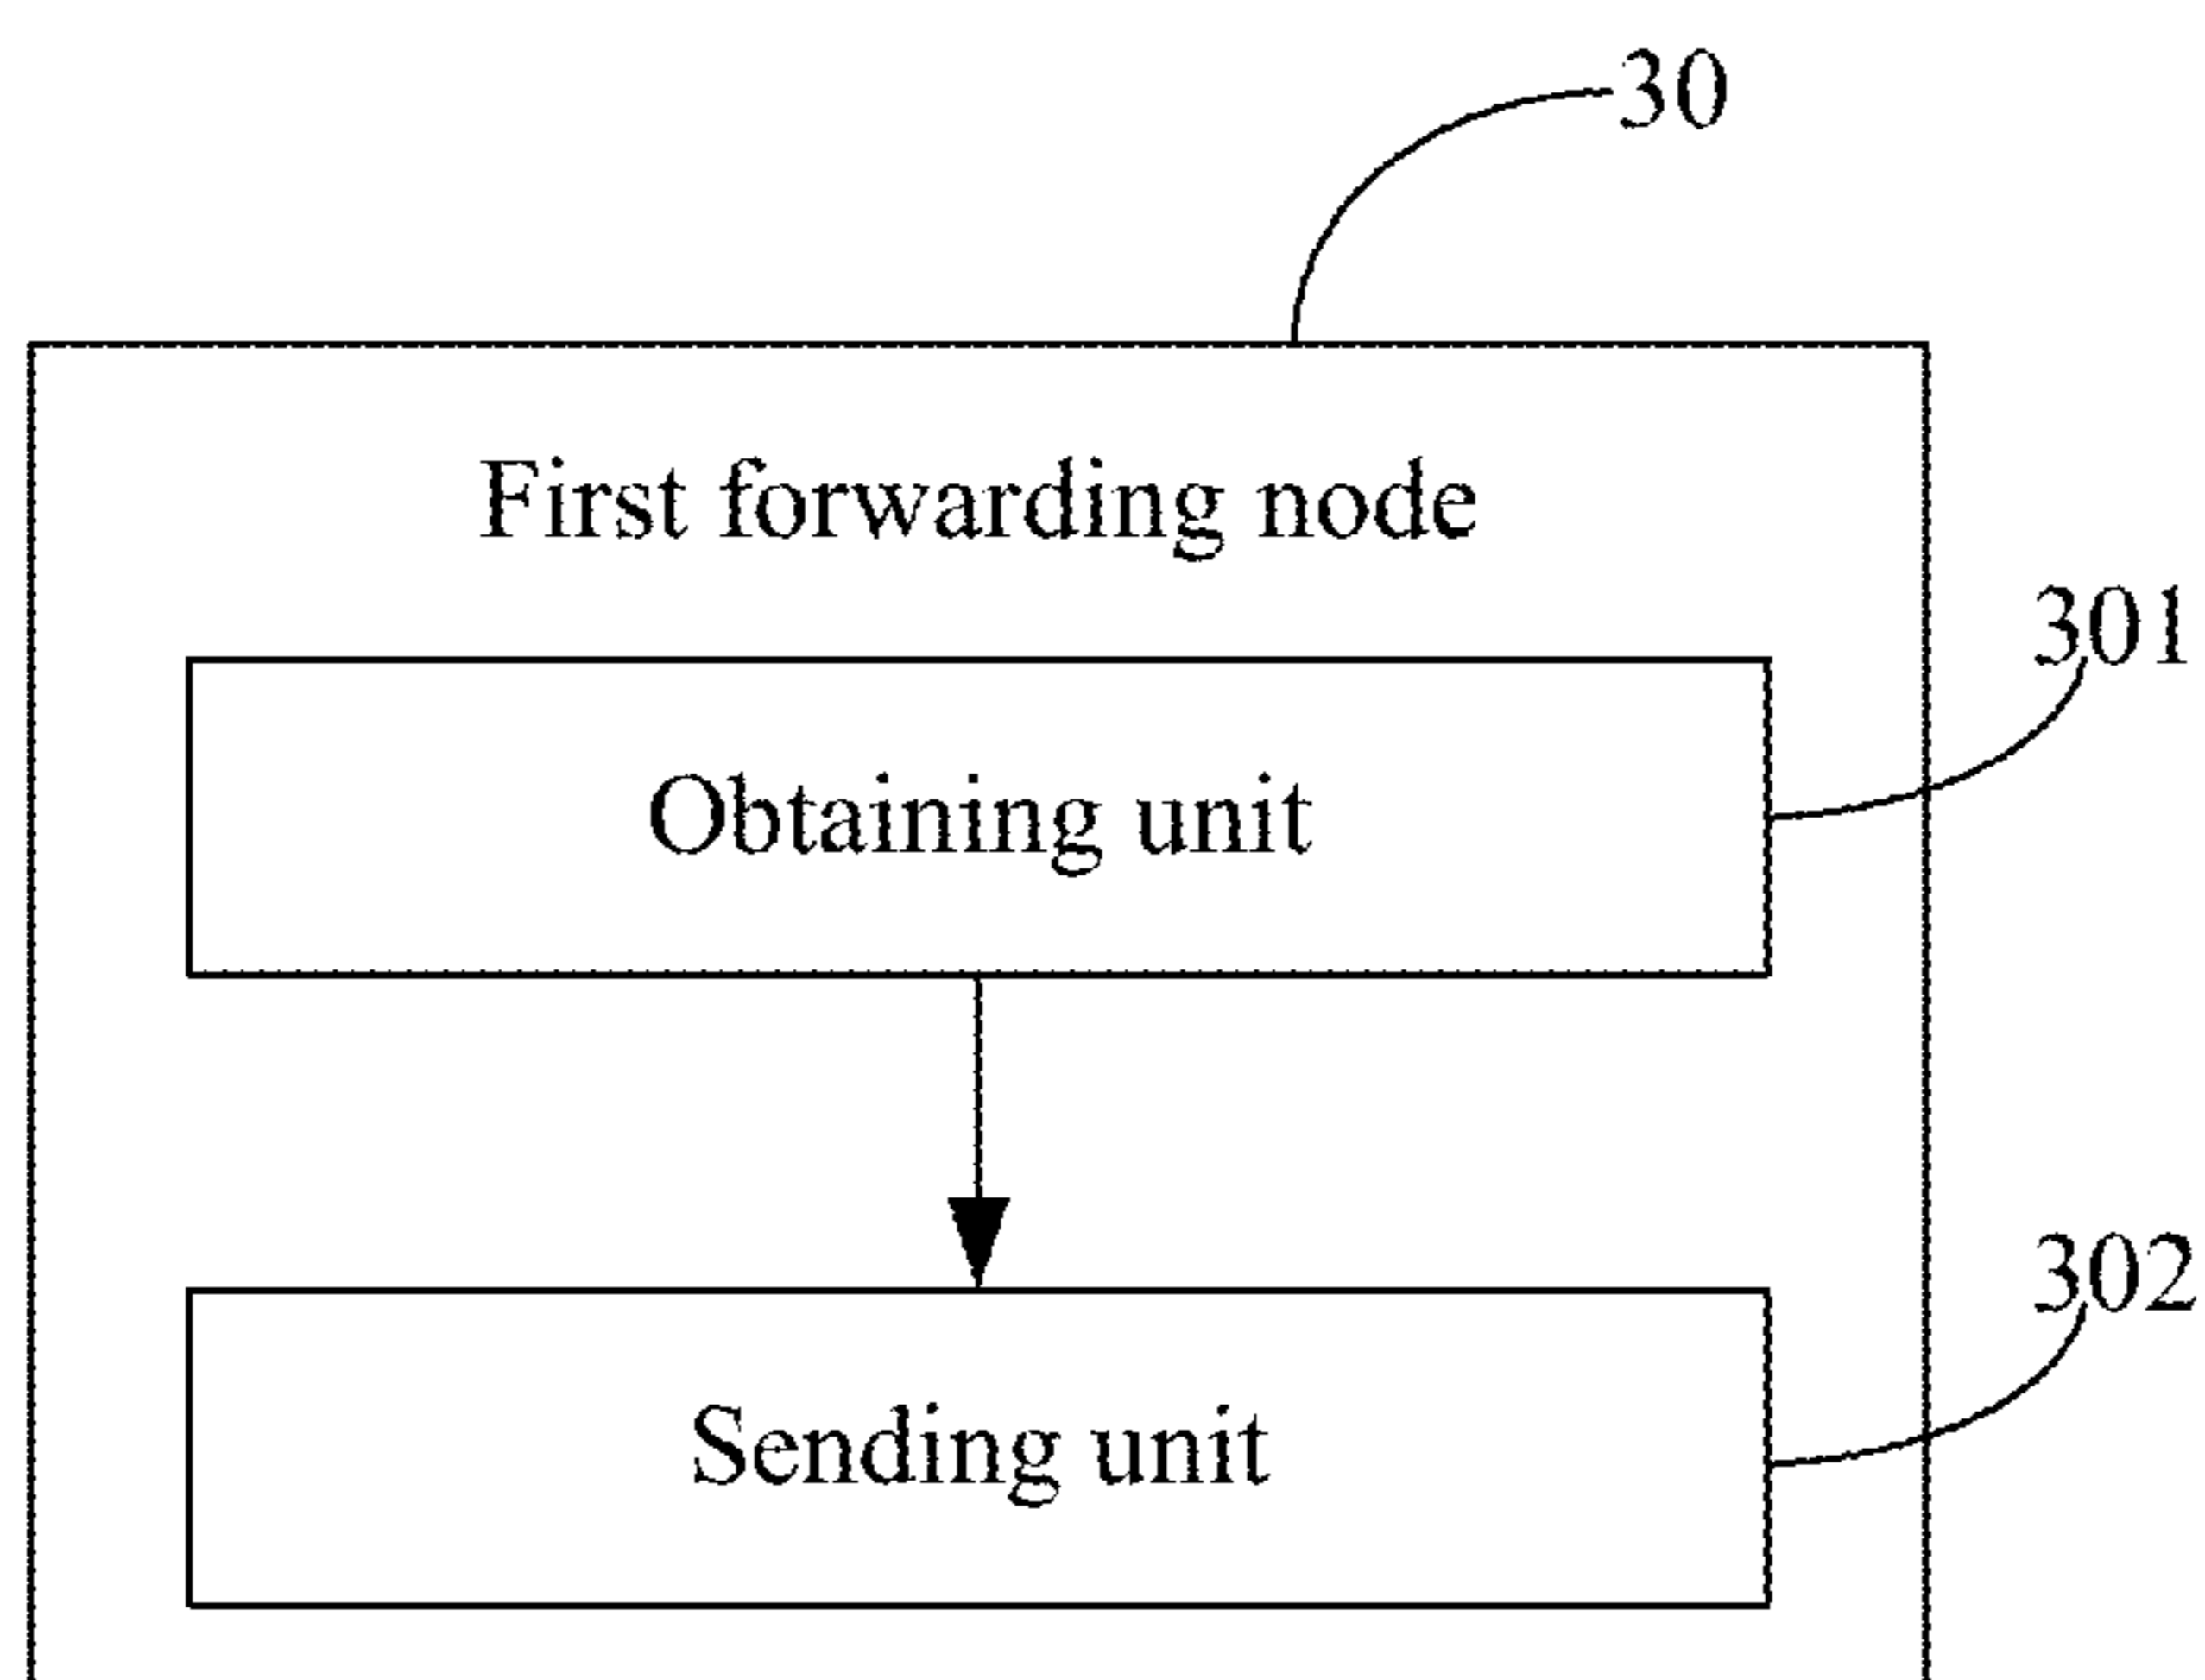 30
First forwarding node
301
Obtaining unit
302
Sending unit